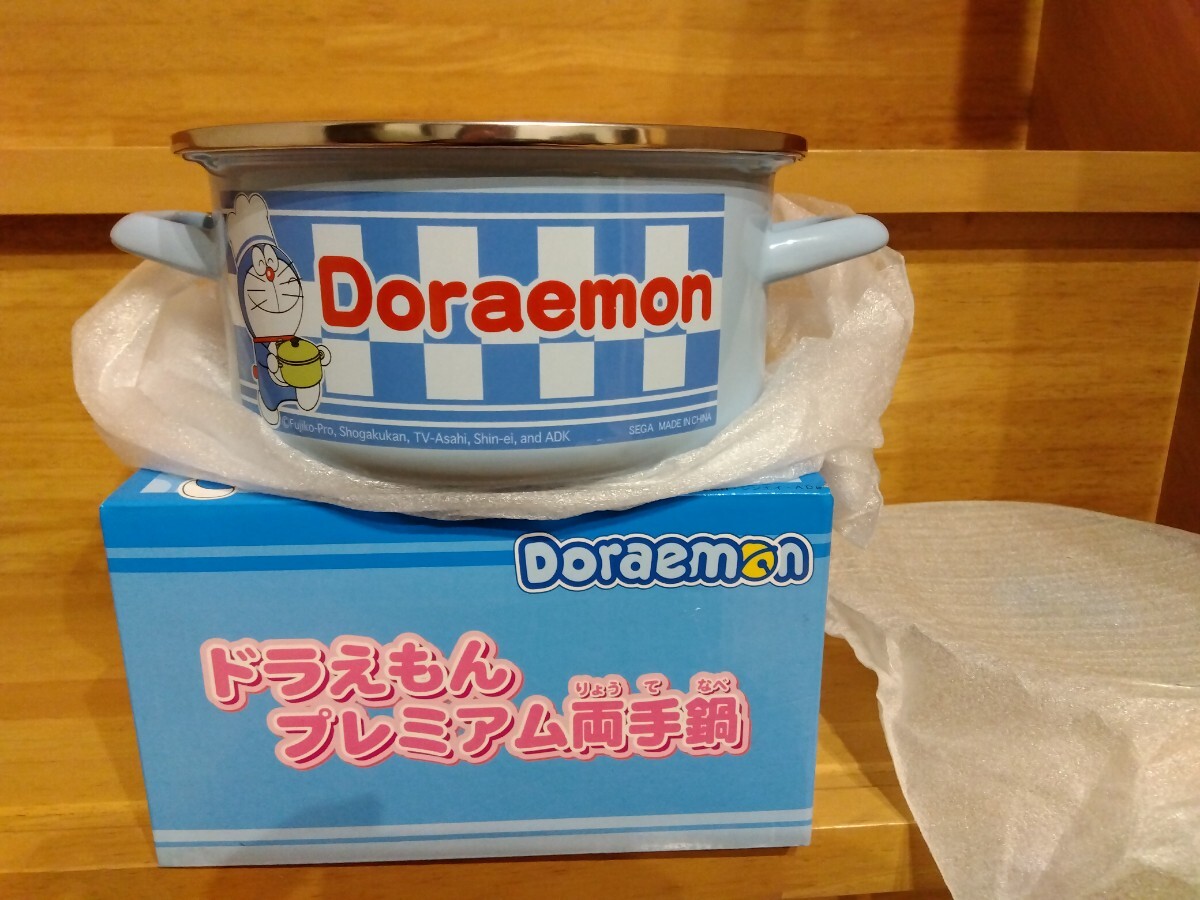 Doraemon
©Fujiko-Pro, Shogakukan, TV-Asahi, Shin-ei, and ADK
SEGA MADE IN CHINA
Doraemon
ドラえもん
りょう て なべ
プレミアム両手鍋